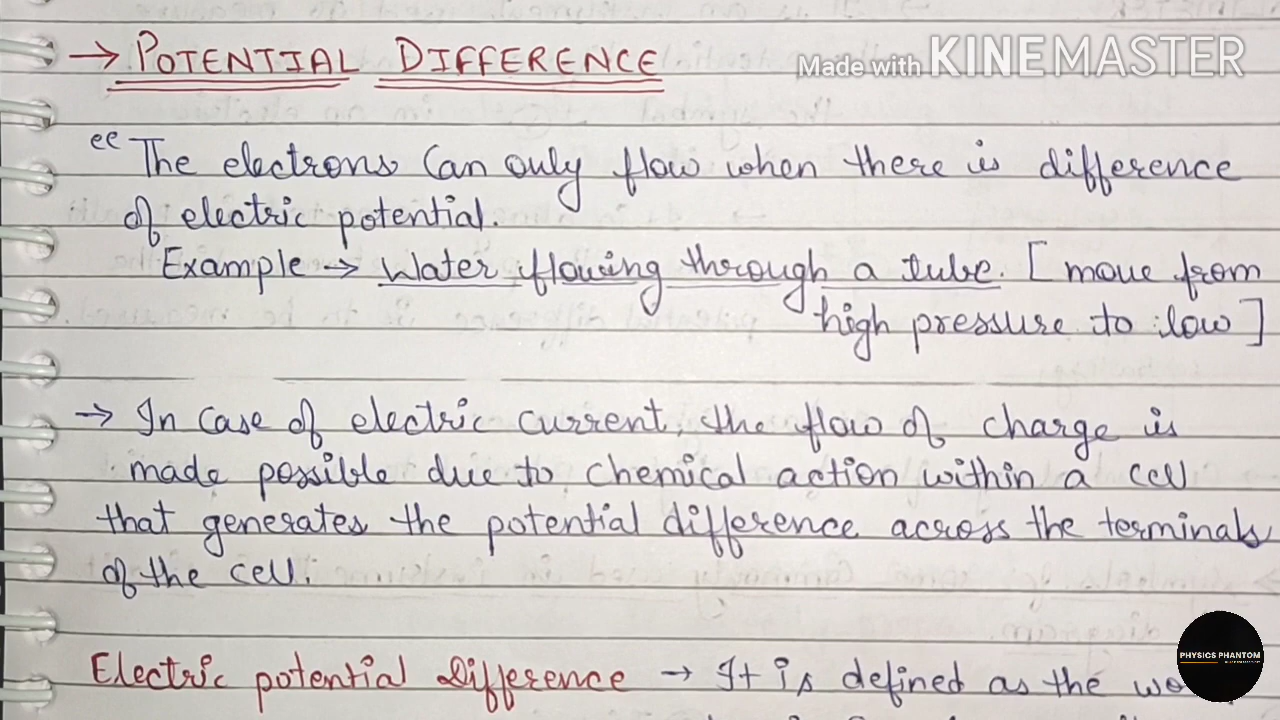 → POTENTIAL DIFFERENCE
Made with KINEMASTER
“The electrons Can only flow when there is difference
of electric potential.
Example → Water flowing through a tube. [move from
high pressure to low]
→ In case of electric current, the flow of charge is
made possible due to chemical action within a cell
that generates the potential difference across the terminals
of the cell.
Electric potential Difference → It is defined as the
PHYSICS PHANTOM